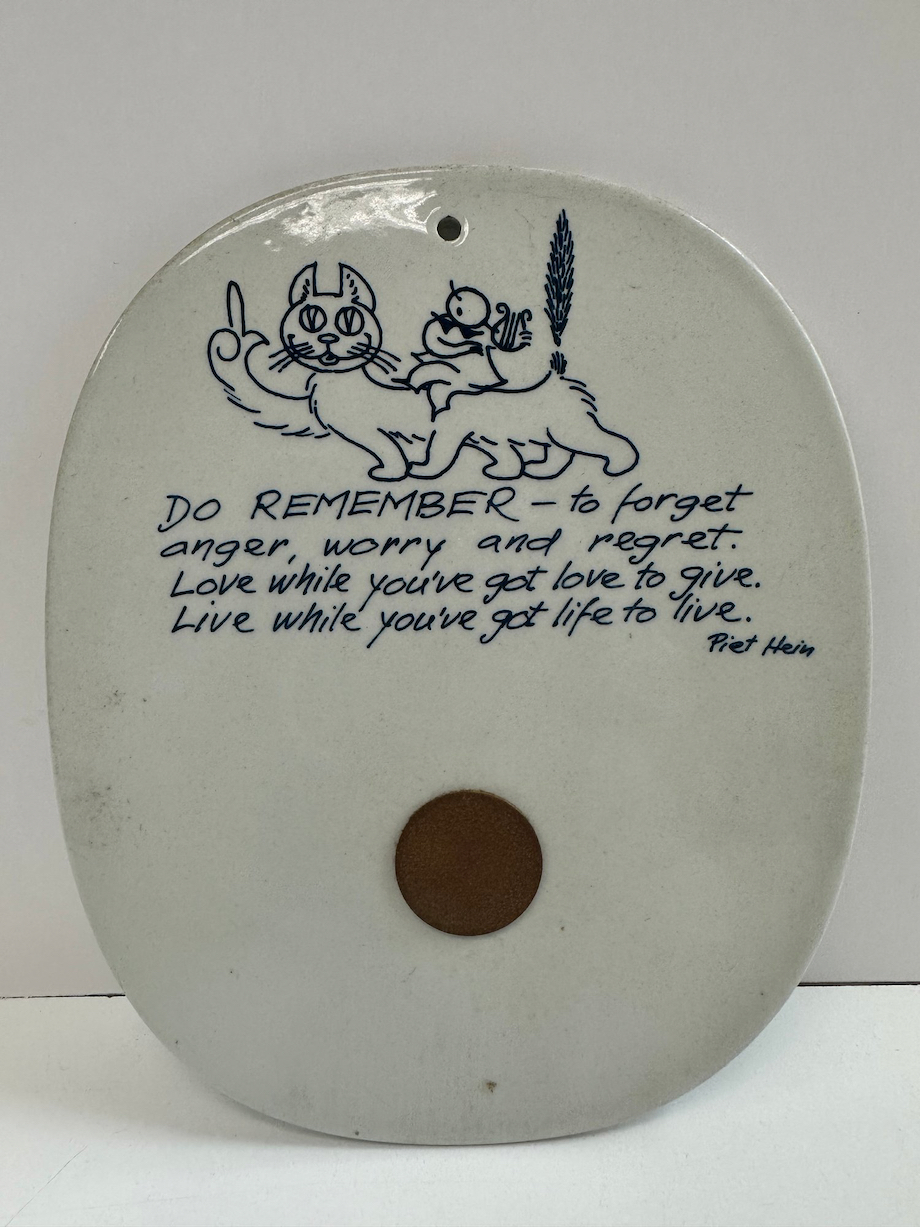 DO REMEMBER – to forget
anger, worry and regret.
Love while you've got love to give.
Live while you've got life to live.
Piet Hein